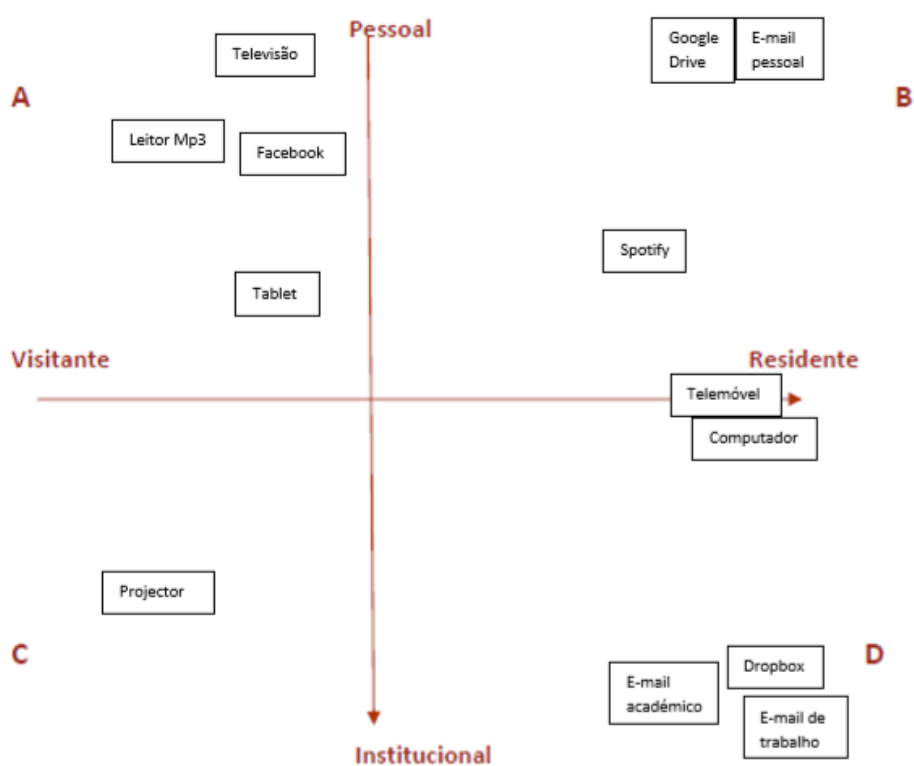 Pessoal
Televisão
Google
Drive
E-mail
pessoal
A
B
Leitor Mp3
Facebook
Spotify
Tablet
Visitante
Residente
Telemóvel
Computador
Projector
C
D
E-mail
académico
Dropbox
E-mail de
trabalho
Institucional